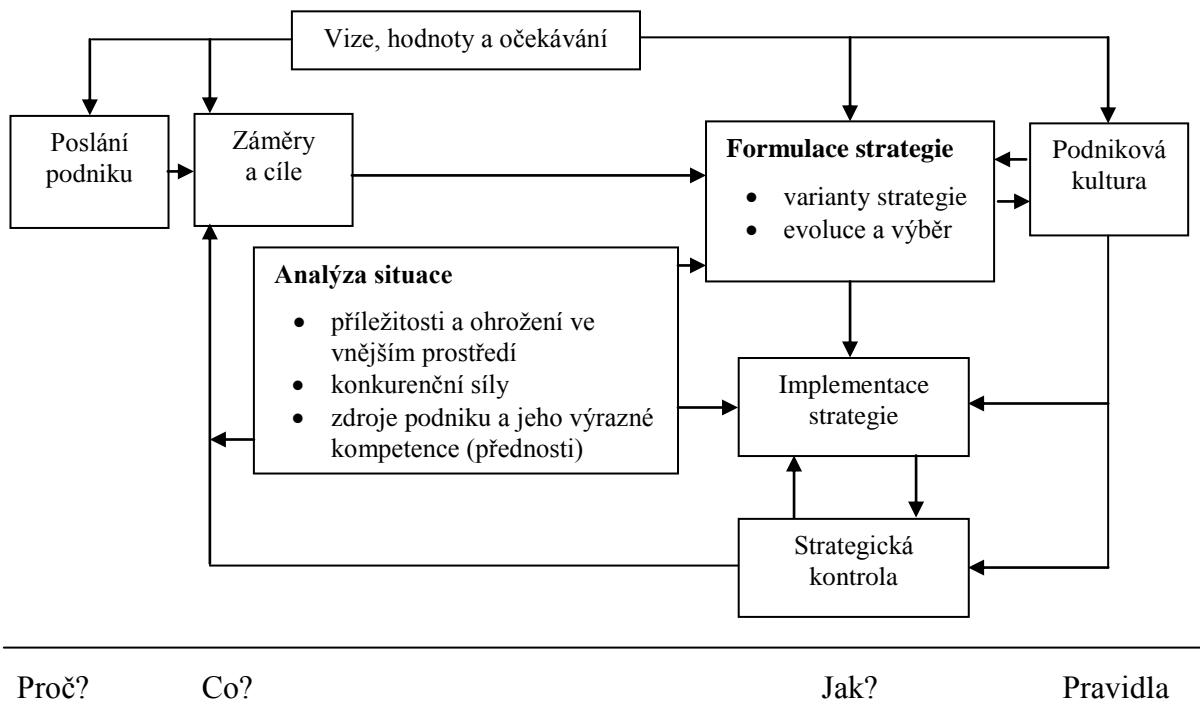 Vize, hodnoty a očekávání
Poslání
podniku
Záměry
a cíle
Formulace strategie
• varianty strategie
• evoluce a výběr
Podniková
kultura
Analýza situace
• příležitosti a ohrožení ve
vnějším prostředí
• konkurenční síly
• zdroje podniku a jeho výrazné
kompetence (přednosti)
Implementace
strategie
Strategická
kontrola
Proč?
Co?
Jak?
Pravidla